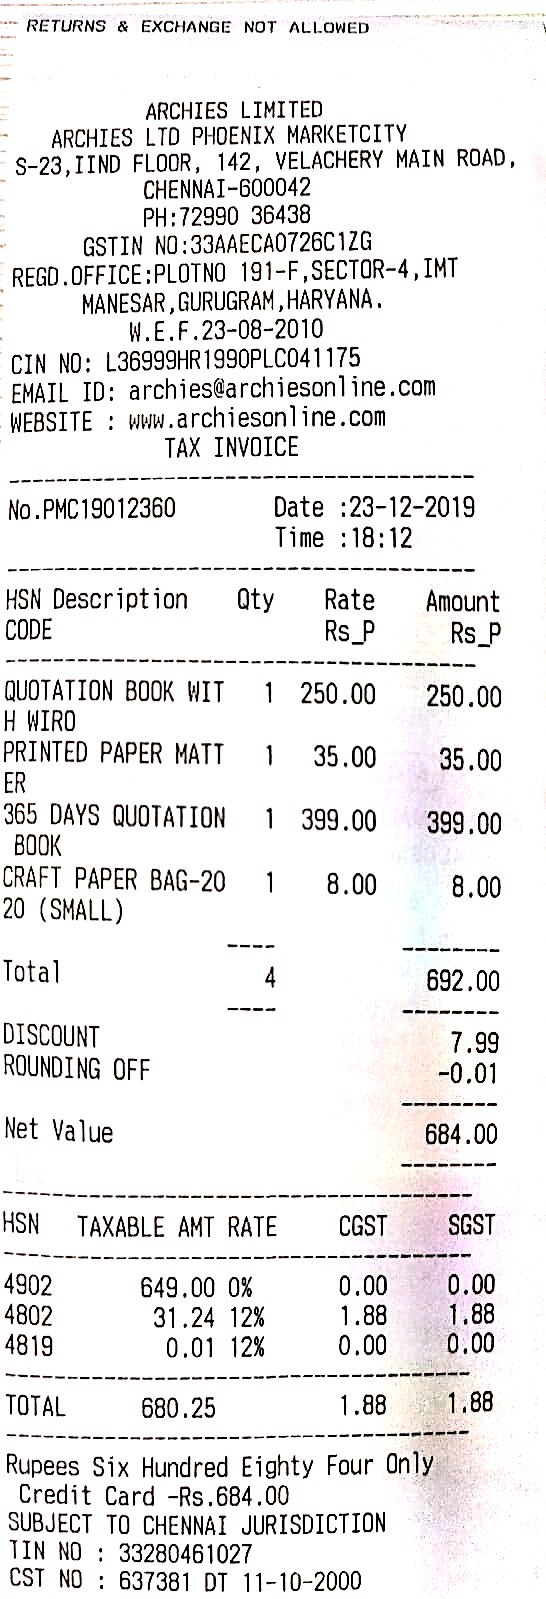 RETURNS & EXCHANGE NOT ALLOWED
ARCHIES LIMITED
ARCHIES LTD PHOENIX MARKETCITY
S-23,IIND FLOOR, 142, VELACHERY MAIN ROAD,
CHENNAI-600042
PH:72990 36438
GSTIN NO:33AAECA0726C1ZG
REGD.OFFICE:PLOTNO 191-F,SECTOR-4,IMT
MANESAR,GURUGRAM,HARYANA.
W.E.F.23-08-2010
CIN NO: L36999HR1990PLC041175
EMAIL ID: archies@archiesonline.com
WEBSITE : www.archiesonline.com
TAX INVOICE
--------------------------------------
No.PMC19012360 Date :23-12-2019
Time :18:12
--------------------------------------
HSN Description Qty Rate Amount
CODE Rs_P Rs_P
--------------------------------------
QUOTATION BOOK WIT 1 250.00 250.00
H WIRO
PRINTED PAPER MATT 1 35.00 35.00
ER
365 DAYS QUOTATION 1 399.00 399.00
BOOK
CRAFT PAPER BAG-20 1 8.00 8.00
20 (SMALL)
---- --------
Total 4 692.00
---- --------
DISCOUNT 7.99
ROUNDING OFF -0.01
--------
Net Value 684.00
--------
--------------------------------------
HSN TAXABLE AMT RATE CGST SGST
--------------------------------------
4902 649.00 0% 0.00 0.00
4802 31.24 12% 1.88 1.88
4819 0.01 12% 0.00 0.00
--------------------------------------
TOTAL 680.25 1.88 1.88
--------------------------------------
Rupees Six Hundred Eighty Four Only
Credit Card -Rs.684.00
SUBJECT TO CHENNAI JURISDICTION
TIN NO : 33280461027
CST NO : 637381 DT 11-10-2000